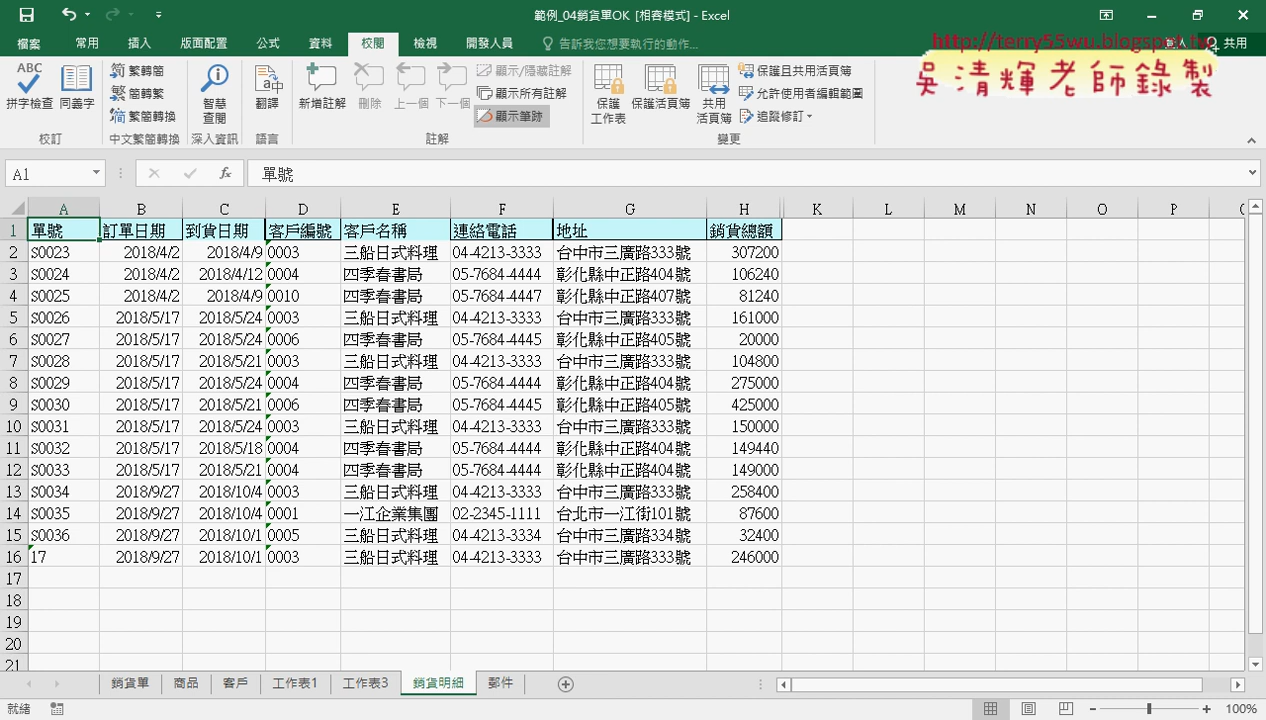 範例_04銷貨單OK [相容模式] - Excel
檔案 常用 插入 版面配置 公式 資料 校閱 檢視 開發人員 告訴我您想要執行的動作... 共用
http://terry55wu.blogspot.tw
吳清輝老師錄製
ABC 繁轉簡 顯示/隱藏註解 保護且共用活頁簿
簡轉繁 顯示所有註解 允許使用者編輯範圍
拼字檢查 同義字 繁簡轉換 智慧查閱 翻譯 新增註解 刪除 上一個 下一個 顯示筆跡 保護工作表 保護活頁簿 共用活頁簿 追蹤修訂
校訂 中文繁簡轉換 深入資訊 語言 註解 變更
A1 fx 單號
A B C D E F G H K L M N O P
1 單號 訂單日期 到貨日期 客戶編號 客戶名稱 連絡電話 地址 銷貨總額
2 S0023 2018/4/2 2018/4/9 0003 三船日式料理 04-4213-3333 台中市三廣路333號 307200
3 S0024 2018/4/2 2018/4/12 0004 四季春書局 05-7684-4444 彰化縣中正路404號 106240
4 S0025 2018/4/2 2018/4/9 0010 四季春書局 05-7684-4447 彰化縣中正路407號 81240
5 S0026 2018/5/17 2018/5/24 0003 三船日式料理 04-4213-3333 台中市三廣路333號 161000
6 S0027 2018/5/17 2018/5/24 0006 四季春書局 05-7684-4445 彰化縣中正路405號 20000
7 S0028 2018/5/17 2018/5/21 0003 三船日式料理 04-4213-3333 台中市三廣路333號 104800
8 S0029 2018/5/17 2018/5/24 0004 四季春書局 05-7684-4444 彰化縣中正路404號 275000
9 S0030 2018/5/17 2018/5/21 0006 四季春書局 05-7684-4445 彰化縣中正路405號 425000
10 S0031 2018/5/17 2018/5/24 0003 三船日式料理 04-4213-3333 台中市三廣路333號 150000
11 S0032 2018/5/17 2018/5/18 0004 四季春書局 05-7684-4444 彰化縣中正路404號 149440
12 S0033 2018/5/17 2018/5/21 0004 四季春書局 05-7684-4444 彰化縣中正路404號 149000
13 S0034 2018/9/27 2018/10/4 0003 三船日式料理 04-4213-3333 台中市三廣路333號 258400
14 S0035 2018/9/27 2018/10/4 0001 一江企業集團 02-2345-1111 台北市一江街101號 87600
15 S0036 2018/9/27 2018/10/1 0005 三船日式料理 04-4213-3334 台中市三廣路334號 32400
16 17 2018/9/27 2018/10/1 0003 三船日式料理 04-4213-3333 台中市三廣路333號 246000
17
18
19
20
21
銷貨單 商品 客戶 工作表1 工作表3 銷貨明細 郵件
就緒 100%